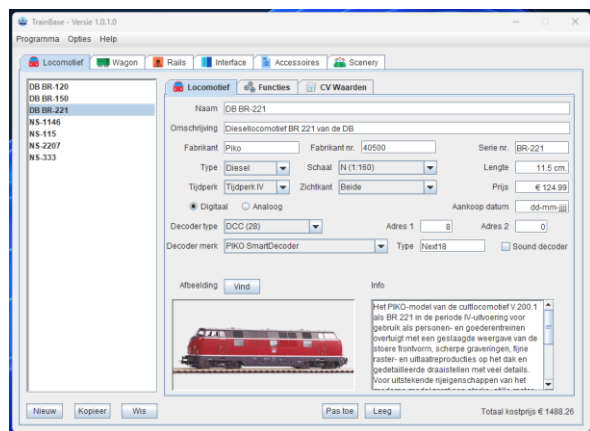 TrainBase - Versie 1.0.1.0
Programma Opties Help
Locomotief Wagon Rails Interface Accessoires Scenery
DB BR-120
DB BR-150
DB BR-221
NS-1146
NS-115
NS-2207
NS-333
Locomotief Functies CV Waarden
Naam DB BR-221
Omschrijving Diesellocomotief BR 221 van de DB
Fabrikant Piko Fabrikant nr. 40500 Serie nr. BR-221
Type Diesel Schaal N (1:160) Lengte 11.5 cm.
Tijdperk Tijdperk IV Zichtkant Beide Prijs € 124.99
Digitaal Analoog Aankoop datum dd-mm-jjjj
Decoder type DCC (28) Adres 1 8 Adres 2 0
Decoder merk PIKO SmartDecoder Type Next18 Sound decoder
Afbeelding Vind Info
Het PIKO-model van de cultlocomotief V 200.1
als BR 221 in de periode IV-uitvoering voor
gebruik als personen- en goederentreinen
overtuigt met een geslaagde weergave van de
stoere frontvorm, scherpe graveringen, fijne
raster- en uitlaatreproducties op het dak en
gedetailleerde draaistellen met veel details.
Voor uitstekende rijeigenschappen van het
Nieuw Kopieer Wis Pas toe Leeg Totaal kostprijs € 1488.26